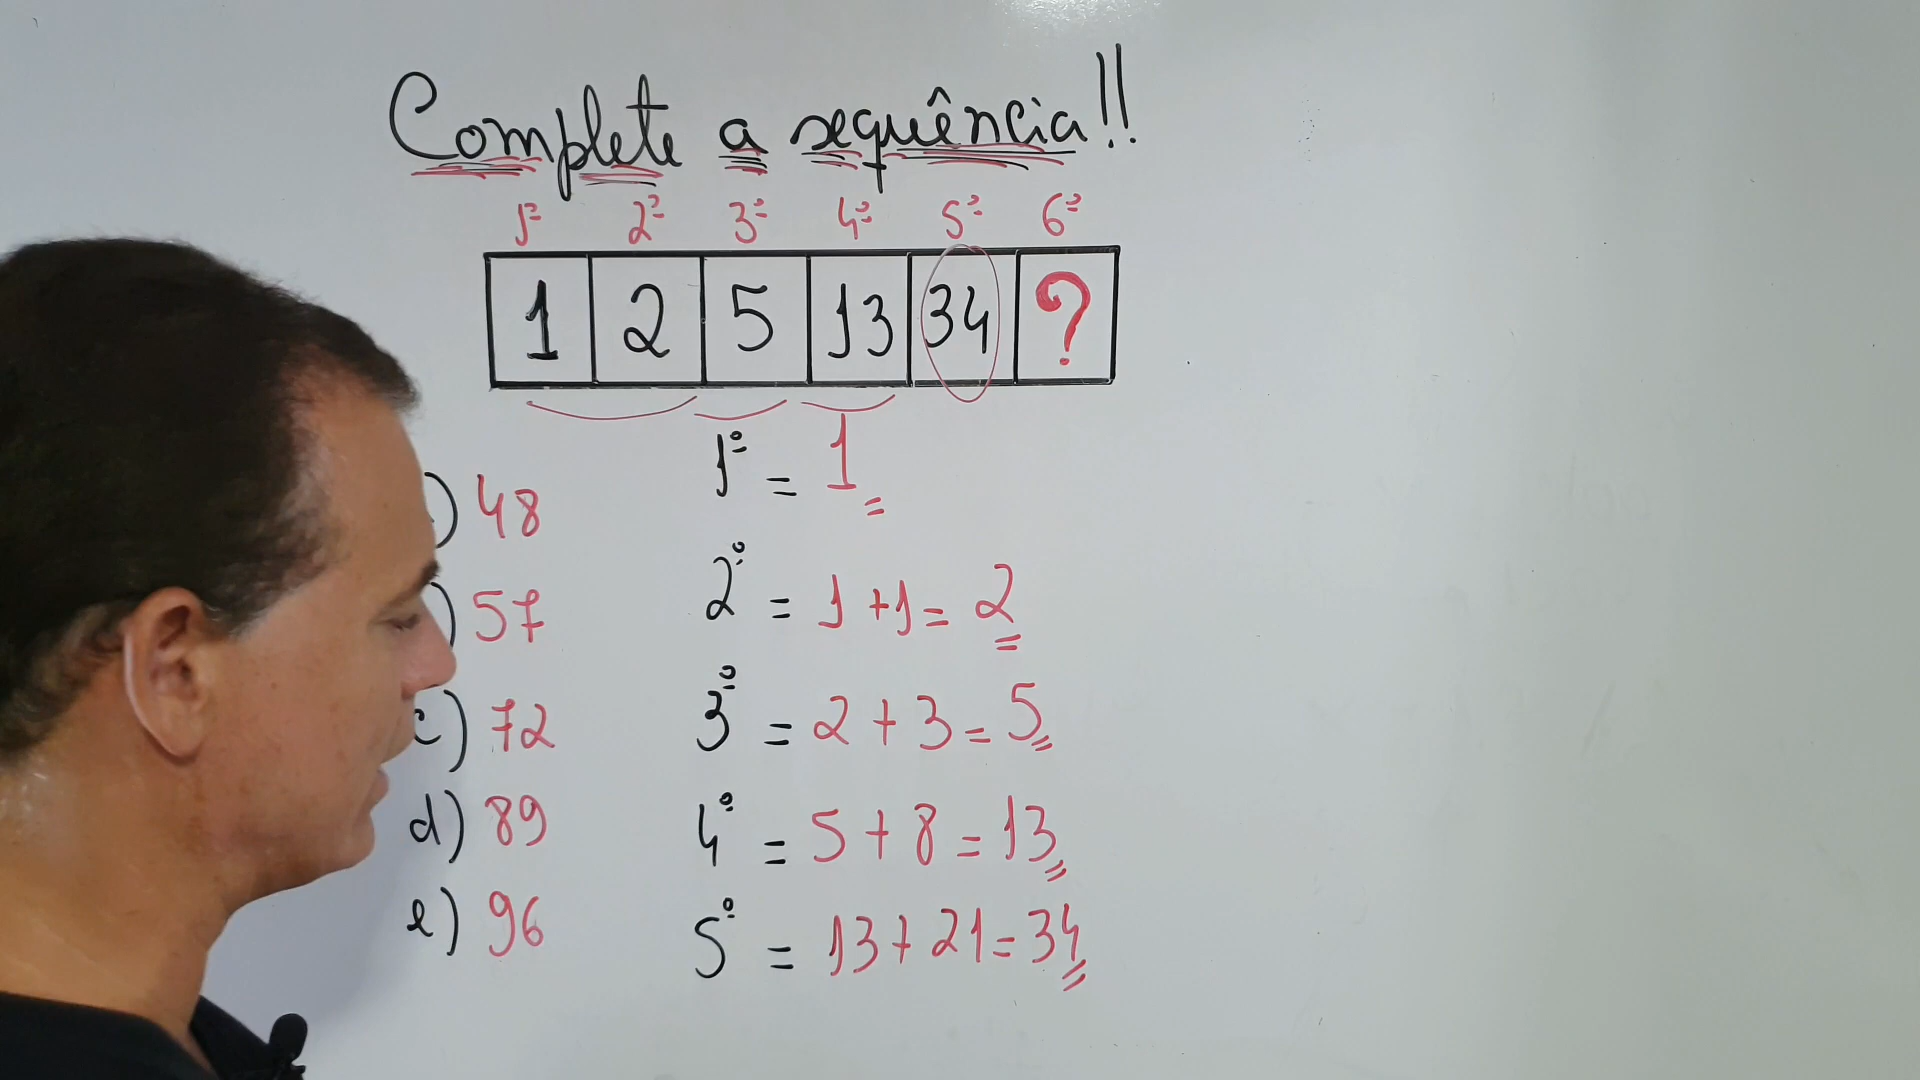 Complete a sequência!!
1º 2º 3º 4º 5º 6º
1 2 5 13 34 ?
1º = 1
) 48
2º = 1 + 1 = 2
) 57
3º = 2 + 3 = 5
c) 72
4º = 5 + 8 = 13
d) 89
5º = 13 + 21 = 34
e) 96